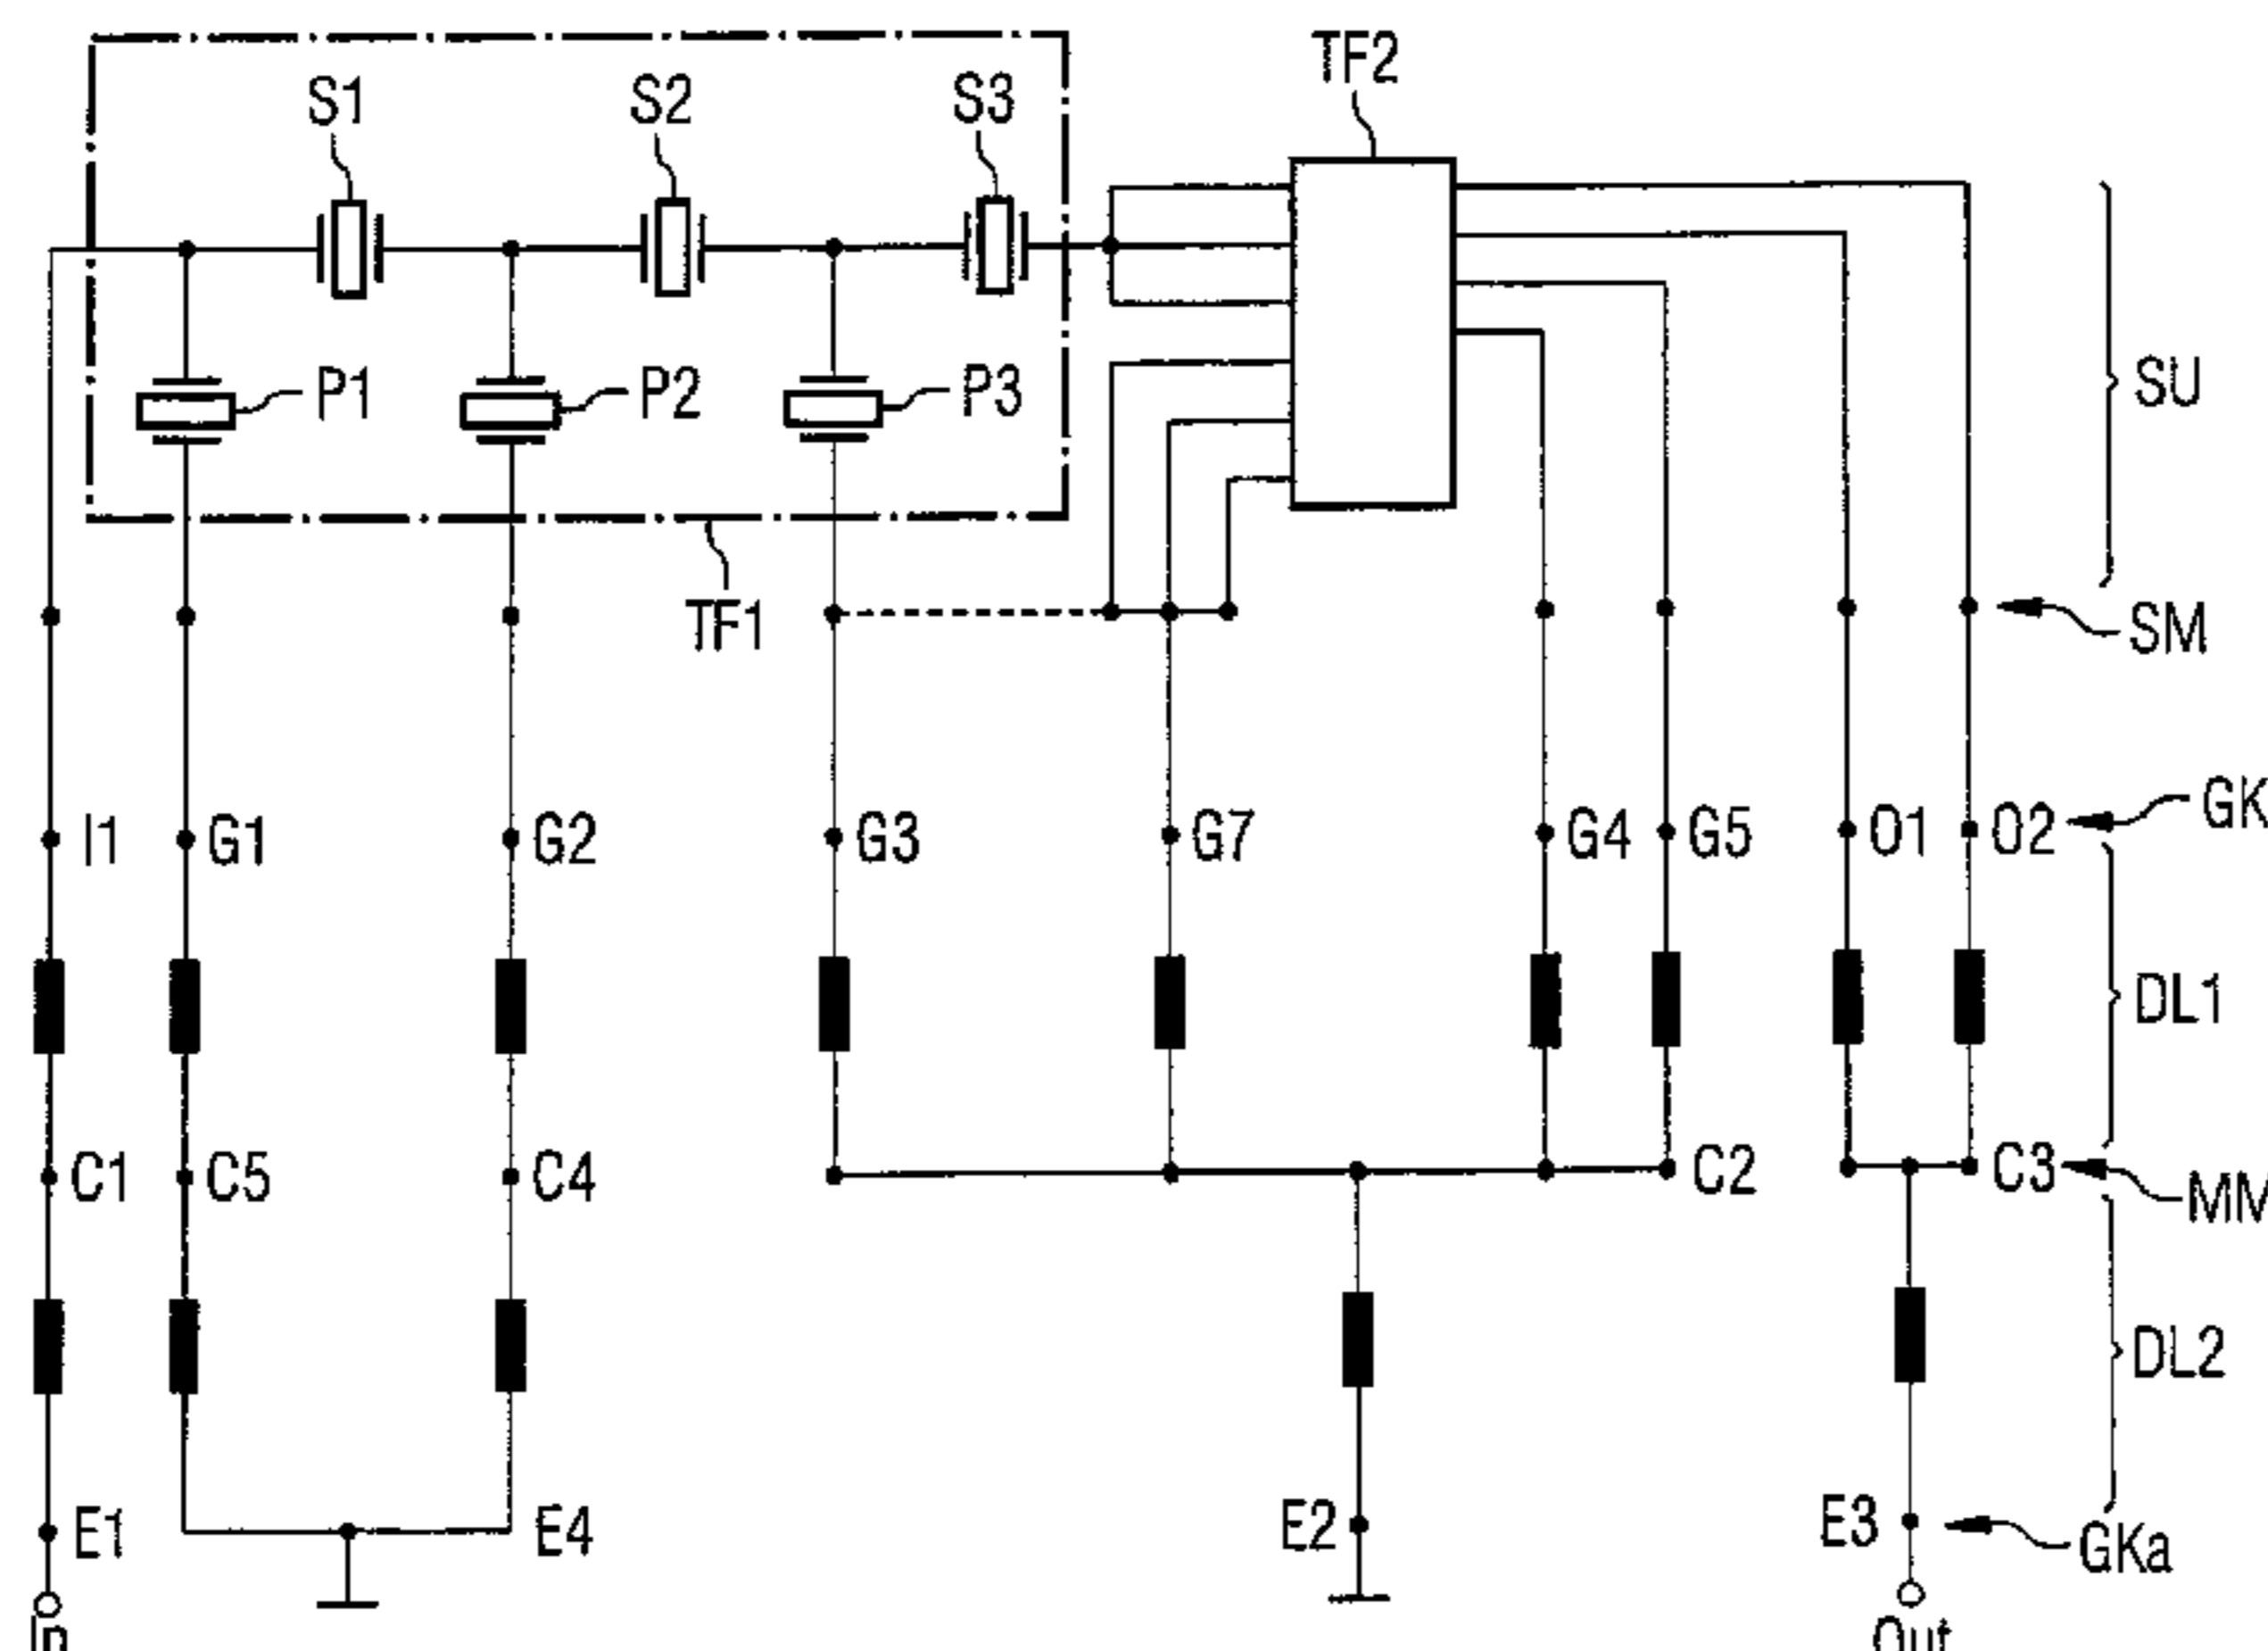 TF2
S1 S2 S3
P1 P2 P3 SU
TF1 SM
I1 G1 G2 G3 G7 G4 G5 O1 O2 GK
DL1
C1 C5 C4 C2 C3 MM
DL2
E1 E4 E2 E3 GKa
In Out